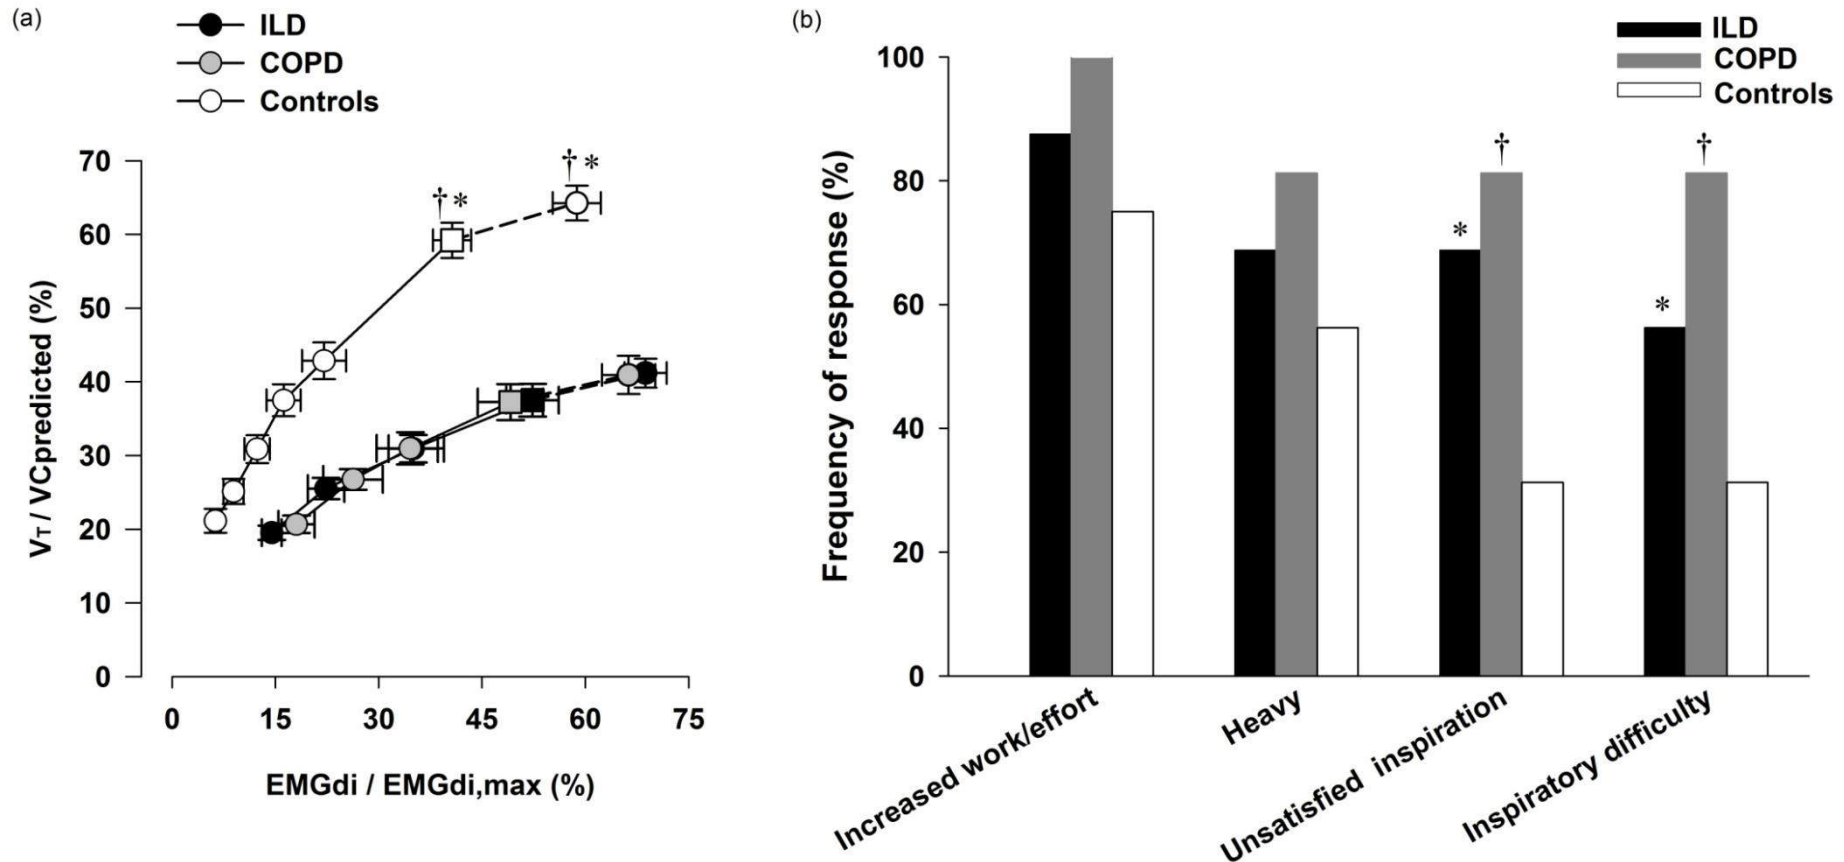 (a)
ILD
COPD
Controls
70
60
50
40
30
20
10
0
VT / VCpredicted (%)
† *
† *
0 15 30 45 60 75
EMGdi / EMGdi,max (%)
(b)
ILD
COPD
Controls
100
80
60
40
20
0
Frequency of response (%)
* †
* †
Increased work/effort
Heavy
Unsatisfied inspiration
Inspiratory difficulty